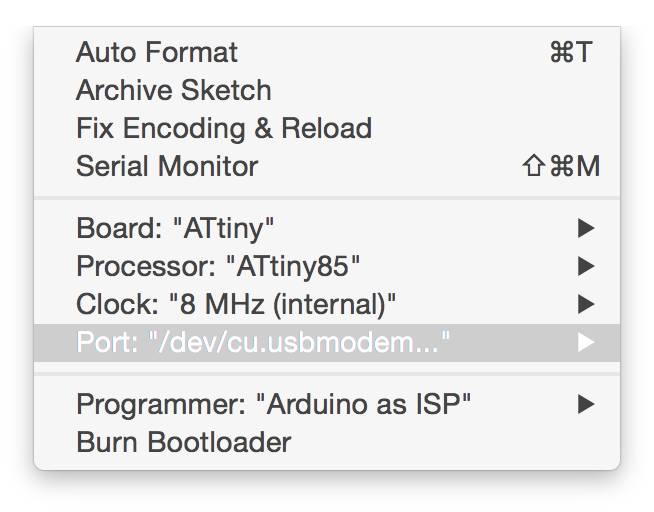 Auto Format ⌘T
Archive Sketch
Fix Encoding & Reload
Serial Monitor ⇧⌘M
Board: "ATtiny" ▶
Processor: "ATtiny85" ▶
Clock: "8 MHz (internal)" ▶
Port: "/dev/cu.usbmodem..." ▶
Programmer: "Arduino as ISP" ▶
Burn Bootloader